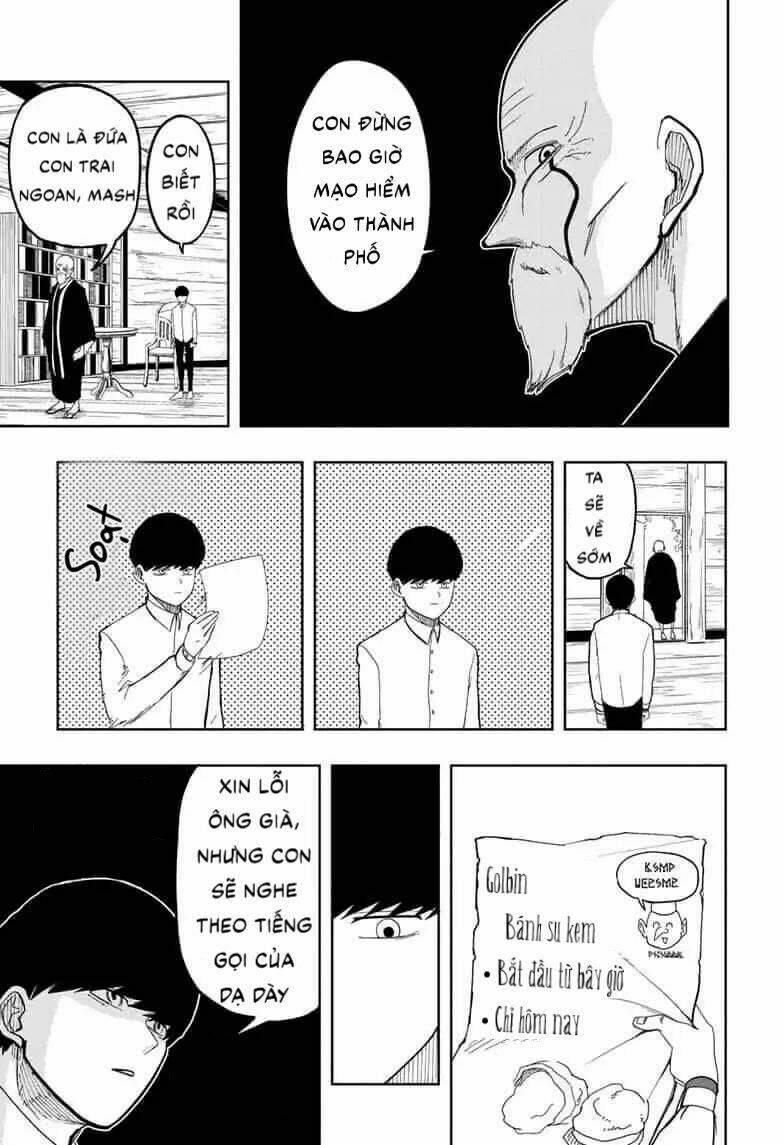 CON ĐỪNG
BAO GIỜ
MẠO HIỂM
VÀO THÀNH
PHỐ
CON
BIẾT
RỒI
CON LÀ ĐỨA
CON TRAI
NGOAN, MASH
TA
SẼ
VỀ
SỚM
Soạt
Golbin
Bánh su kem
• Bắt đầu từ bây giờ
• Chỉ hôm nay
XIN LỖI
ÔNG GIÀ,
NHƯNG CON
SẼ NGHE
THEO TIẾNG
GỌI CỦA
DẠ DÀY